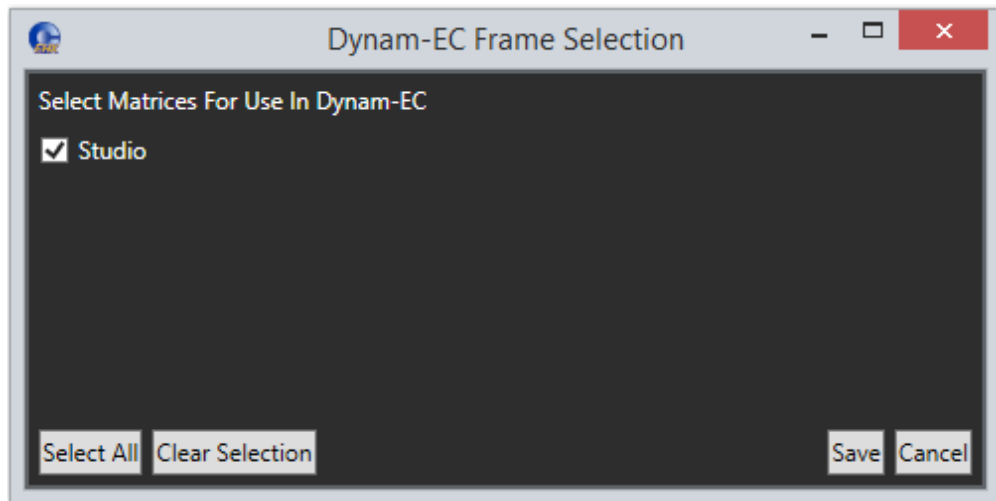 Dynam-EC Frame Selection
Select Matrices For Use In Dynam-EC
Studio
Select All Clear Selection Save Cancel